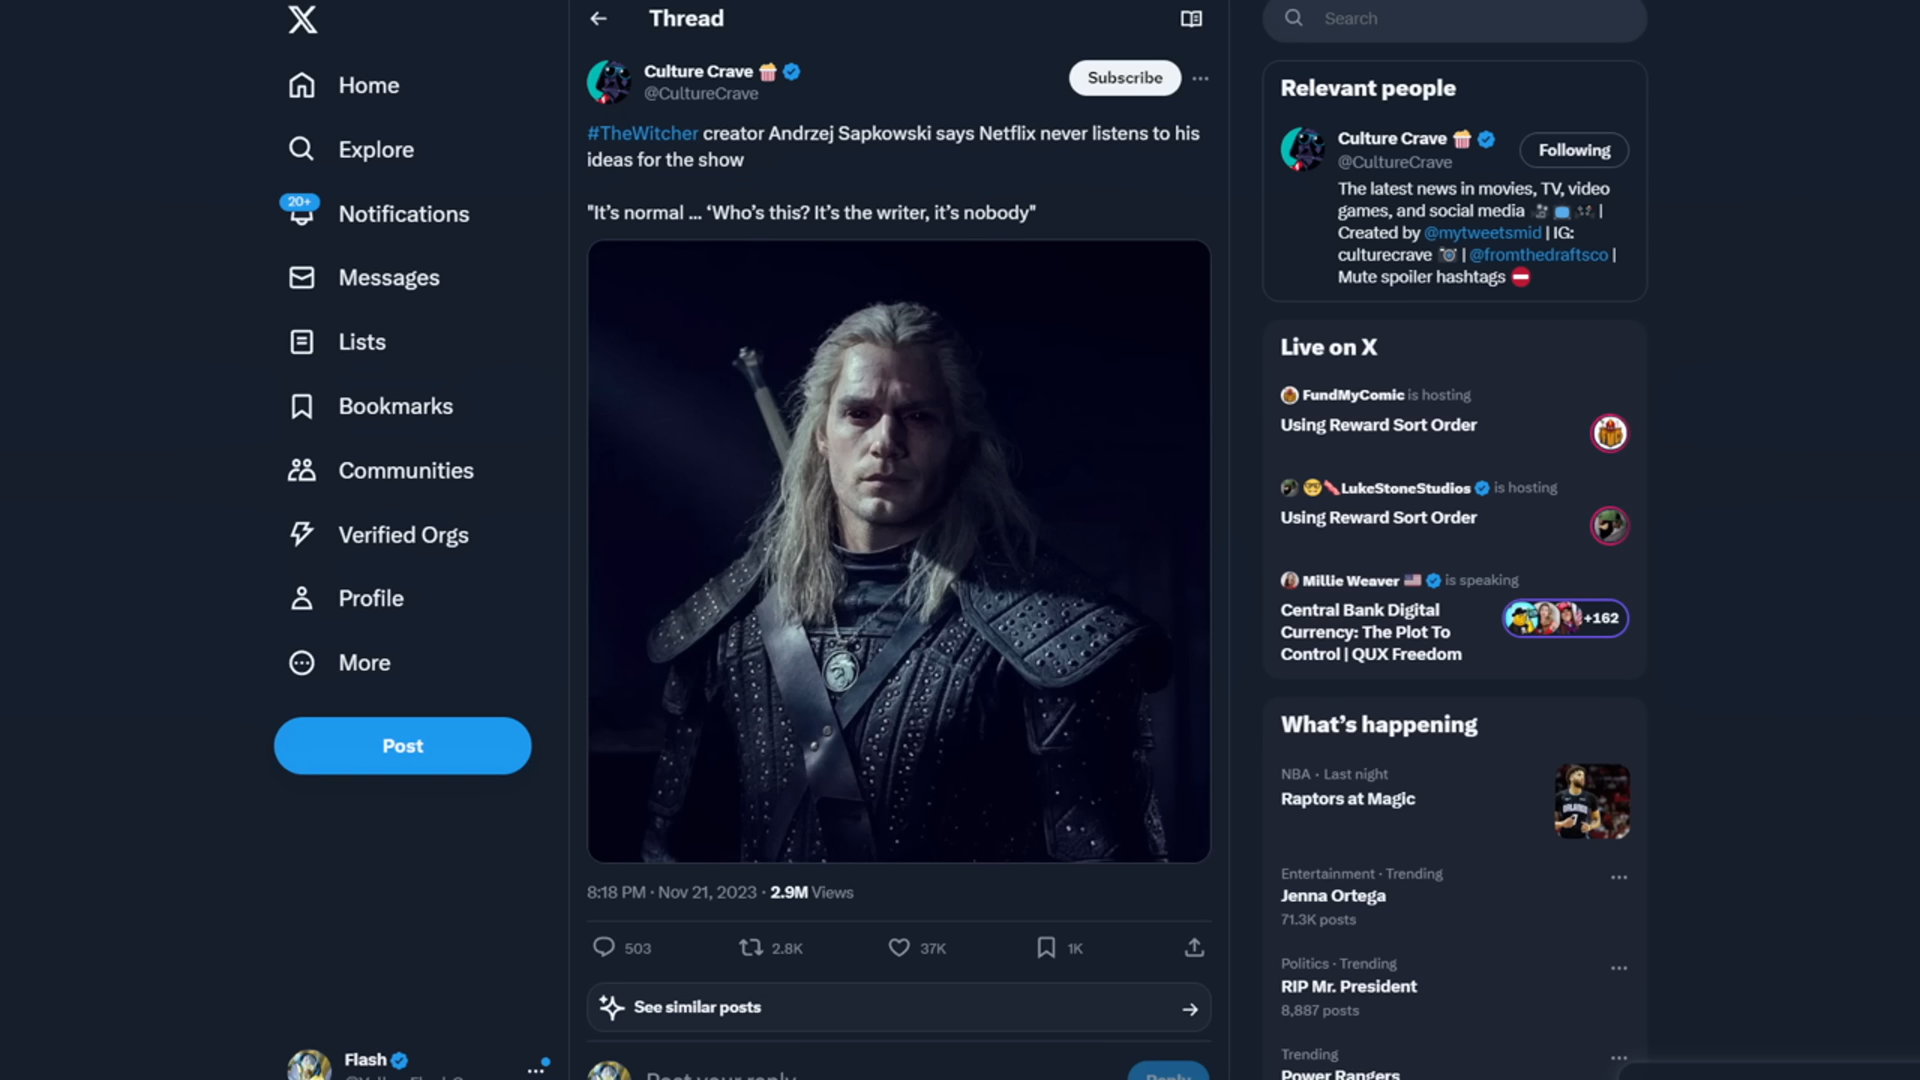 Home
Explore
20+
Notifications
Messages
Lists
Bookmarks
Communities
Verified Orgs
Profile
More
Post
Flash
Thread
Culture Crave
@CultureCrave
Subscribe
#TheWitcher creator Andrzej Sapkowski says Netflix never listens to his
ideas for the show
"It's normal ... 'Who's this? It's the writer, it's nobody"
8:18 PM · Nov 21, 2023 · 2.9M Views
503
2.8K
37K
1K
See similar posts
Post your reply
Reply
Search
Relevant people
Culture Crave
@CultureCrave
Following
The latest news in movies, TV, video
games, and social media |
Created by @mytweetsmid | IG:
culturecrave | @fromthedraftsco |
Mute spoiler hashtags
Live on X
FundMyComic is hosting
Using Reward Sort Order
LukeStoneStudios is hosting
Using Reward Sort Order
Millie Weaver is speaking
Central Bank Digital
Currency: The Plot To
Control | QUX Freedom
+162
What's happening
NBA · Last night
Raptors at Magic
Entertainment · Trending
Jenna Ortega
71.3K posts
Politics · Trending
RIP Mr. President
8,887 posts
Trending
Power Rangers